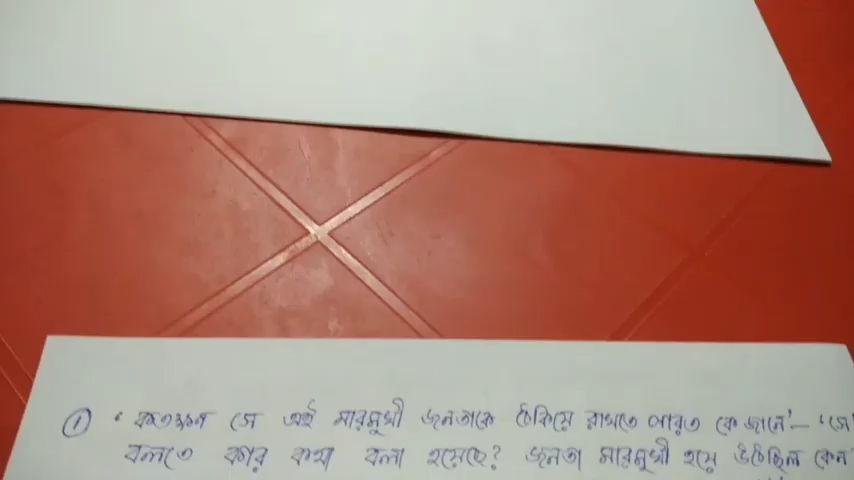 ① 'কতক্ষণ সে এই মারমুখী জনতাকে ঠেকিয়ে রাখতে পারত কে জানে'— 'সে'
বলতে কার কথা বলা হয়েছে? জনতা মারমুখী হয়ে উঠেছিল কেন